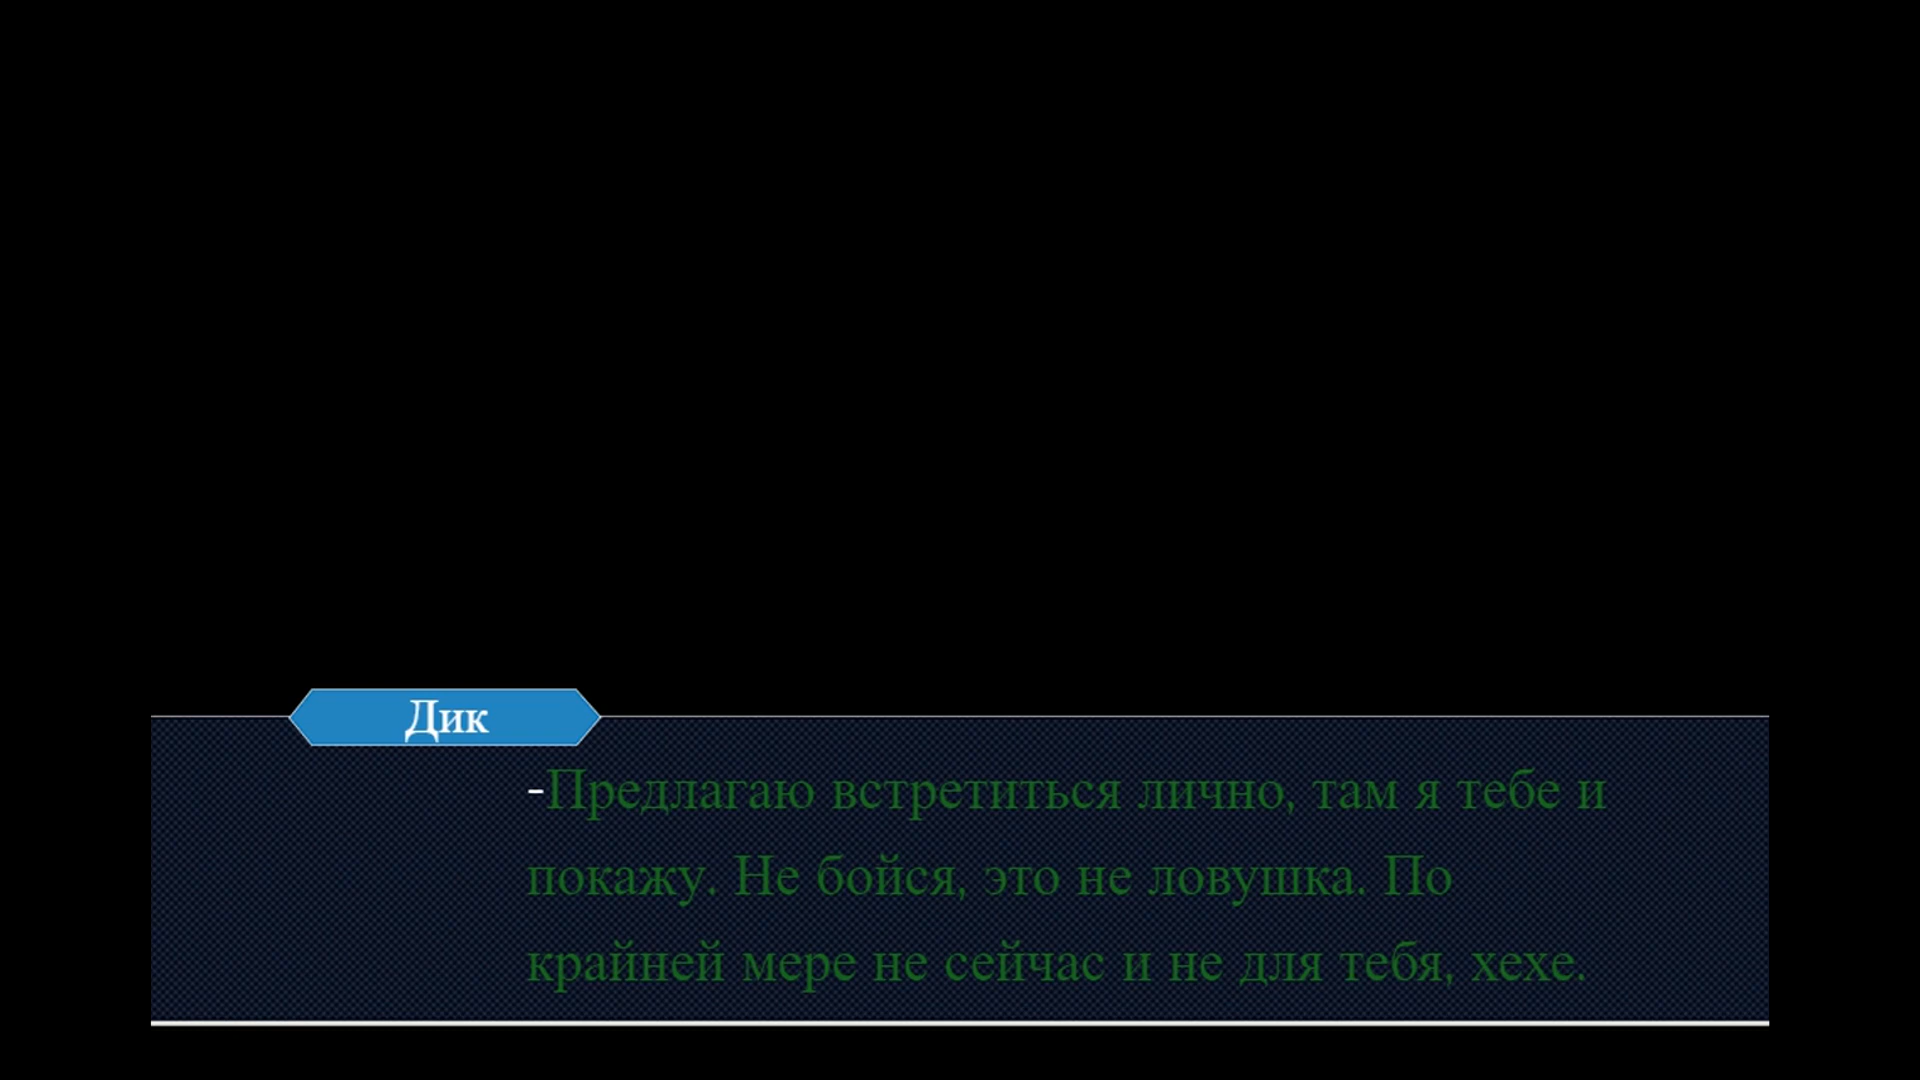 Дик
-Предлагаю встретиться лично, там я тебе и
покажу. Не бойся, это не ловушка. По
крайней мере не сейчас и не для тебя, хехе.